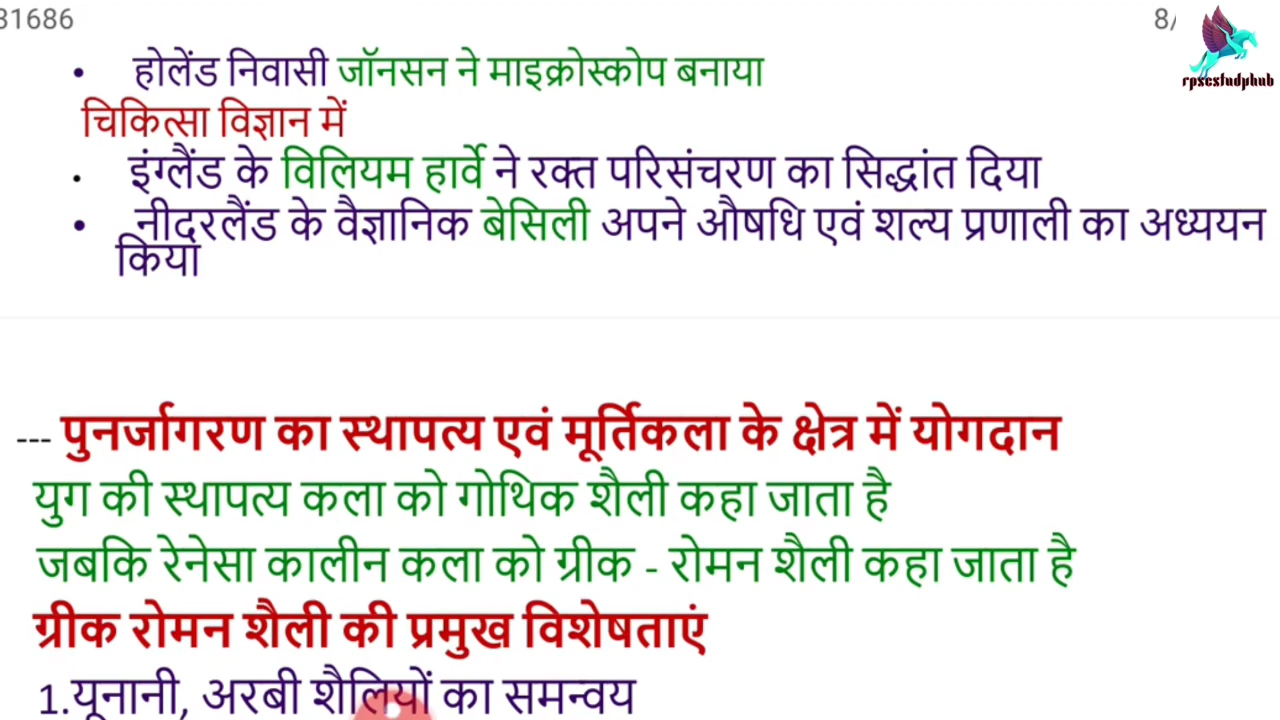 31686
8/
rpscstudyhub
• होलेंड निवासी जॉनसन ने माइक्रोस्कोप बनाया
चिकित्सा विज्ञान में
• इंग्लैंड के विलियम हार्वे ने रक्त परिसंचरण का सिद्धांत दिया
• नीदरलैंड के वैज्ञानिक बेसिली अपने औषधि एवं शल्य प्रणाली का अध्ययन
किया
--- पुनर्जागरण का स्थापत्य एवं मूर्तिकला के क्षेत्र में योगदान
युग की स्थापत्य कला को गोथिक शैली कहा जाता है
जबकि रेनेसा कालीन कला को ग्रीक - रोमन शैली कहा जाता है
ग्रीक रोमन शैली की प्रमुख विशेषताएं
1.यूनानी, अरबी शैलियों का समन्वय